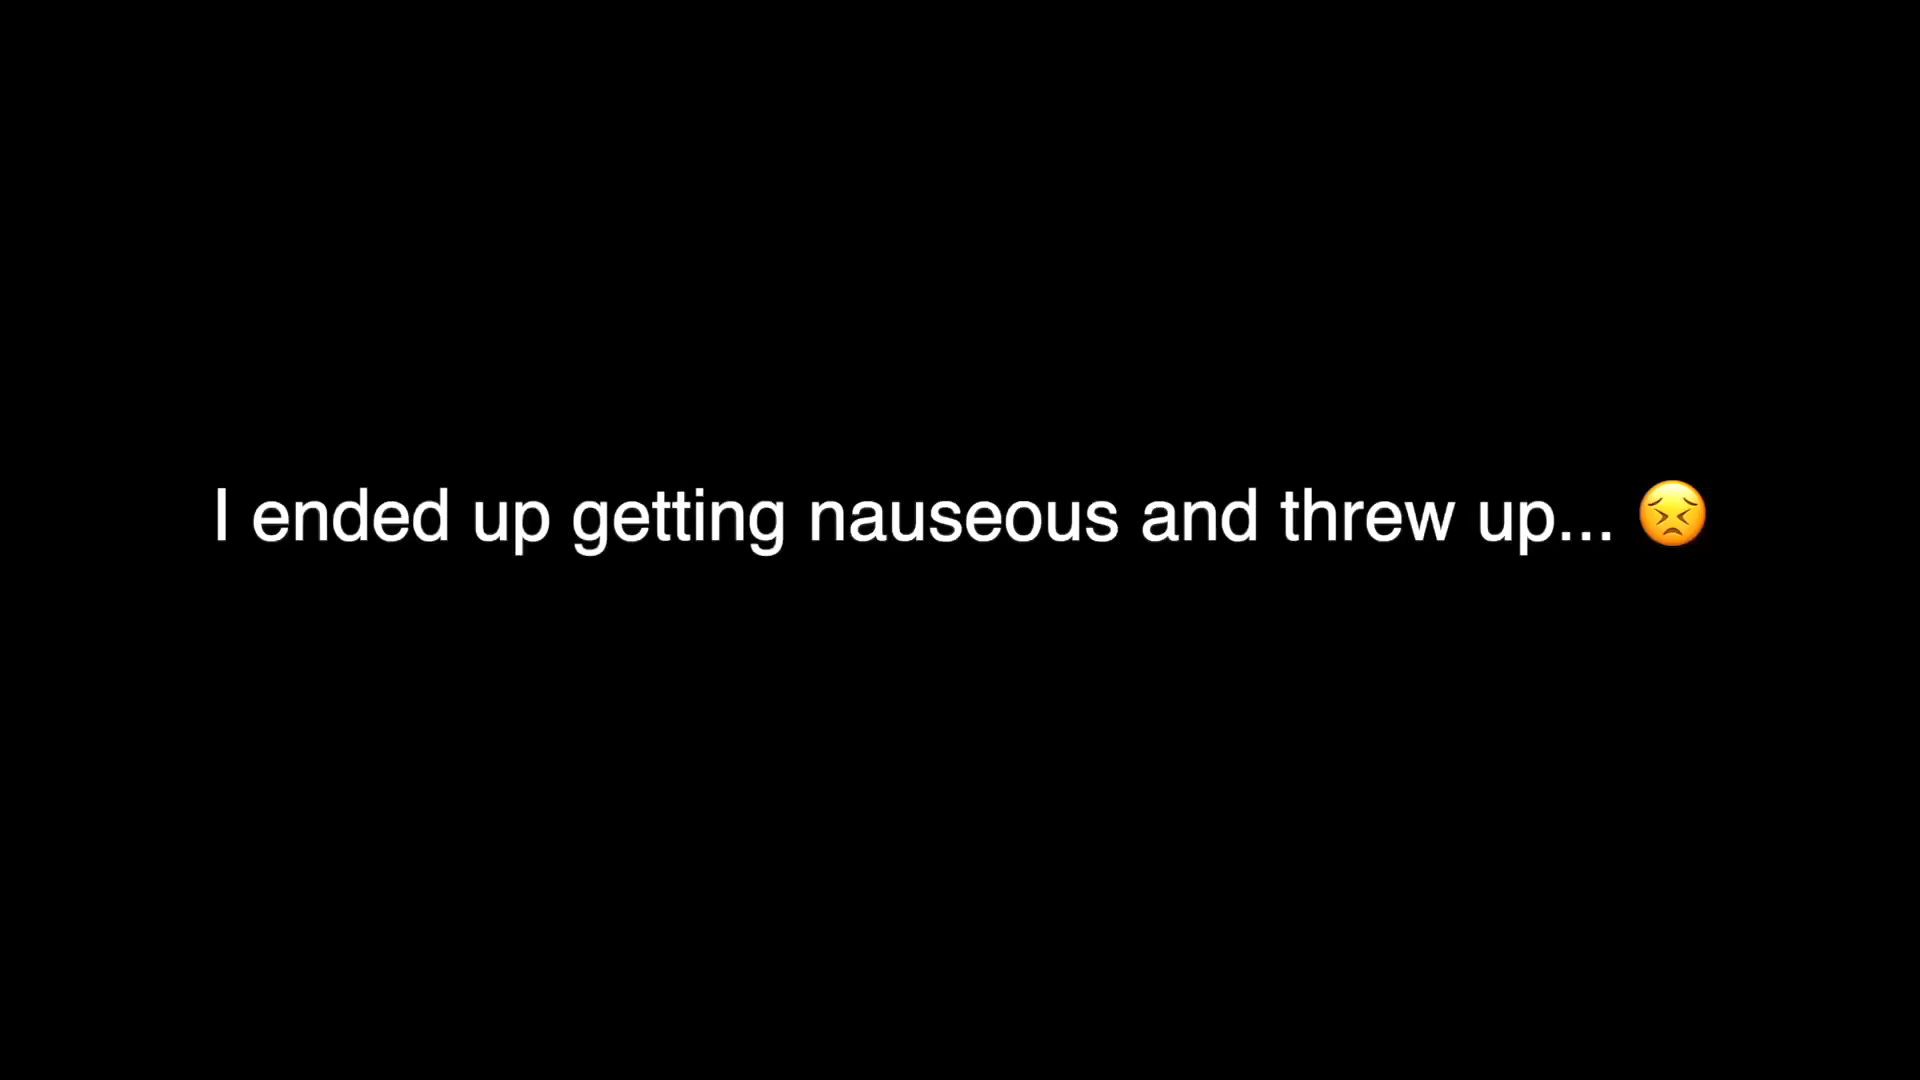 I ended up getting nauseous and threw up... 😣